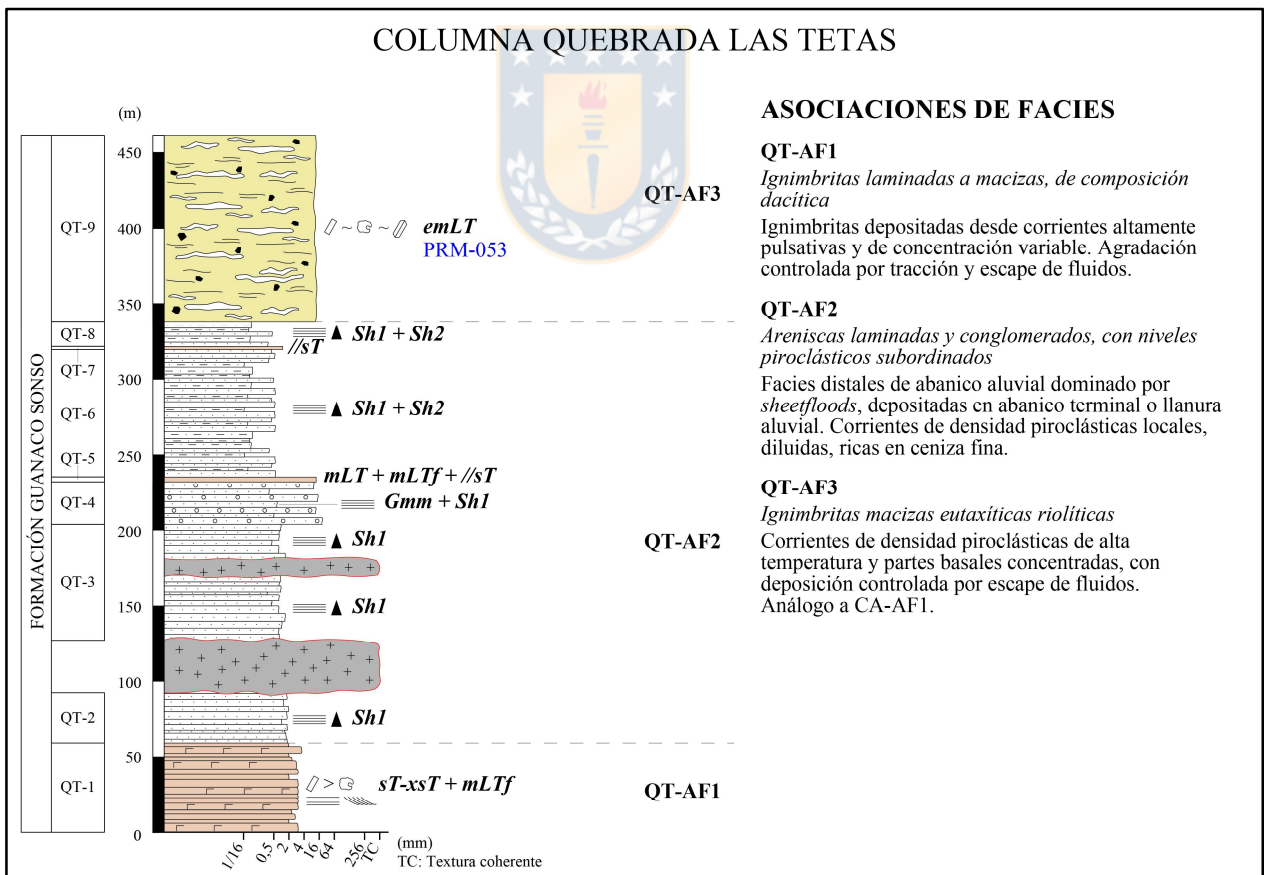 COLUMNA QUEBRADA LAS TETAS
(m)
450
400
350
300
250
200
150
100
50
0
FORMACIÓN GUANACO SONSO
QT-9
QT-8
QT-7
QT-6
QT-5
QT-4
QT-3
QT-2
QT-1
emLT
PRM-053
Sh1 + Sh2
//sT
Sh1 + Sh2
mLT + mLTf + //sT
Gmm + Sh1
Sh1
Sh1
Sh1
sT-xsT + mLTf
QT-AF3
QT-AF2
QT-AF1
1/16
0,5
2
4
16
64
256
TC
(mm)
TC: Textura coherente
ASOCIACIONES DE FACIES
QT-AF1
Ignimbritas laminadas a macizas, de composición
dacítica
Ignimbritas depositadas desde corrientes altamente
pulsativas y de concentración variable. Agradación
controlada por tracción y escape de fluidos.
QT-AF2
Areniscas laminadas y conglomerados, con niveles
piroclásticos subordinados
Facies distales de abanico aluvial dominado por
sheetfloods, depositadas en abanico terminal o llanura
aluvial. Corrientes de densidad piroclásticas locales,
diluidas, ricas en ceniza fina.
QT-AF3
Ignimbritas macizas eutaxíticas riolíticas
Corrientes de densidad piroclásticas de alta
temperatura y partes basales concentradas, con
deposición controlada por escape de fluidos.
Análogo a CA-AF1.